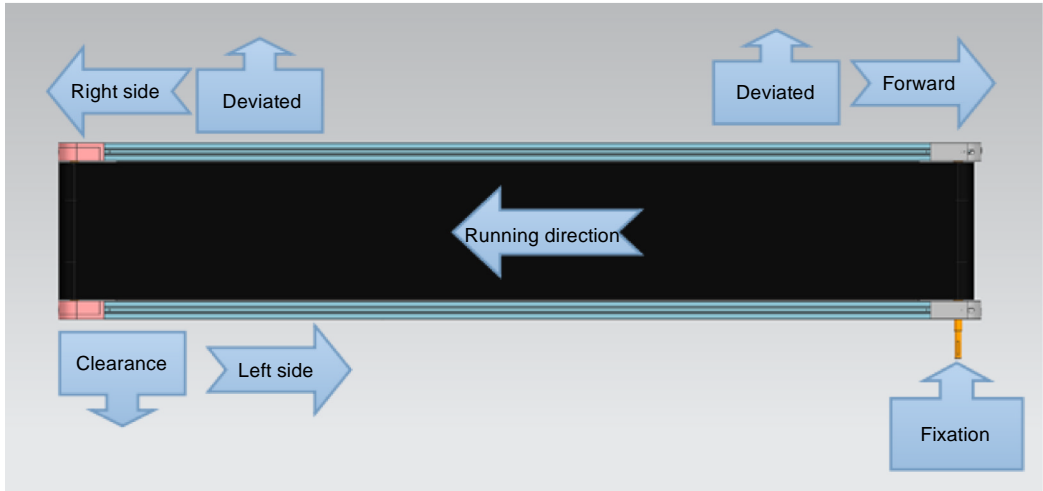 Right side
Deviated
Deviated
Forward
Running direction
Clearance
Left side
Fixation